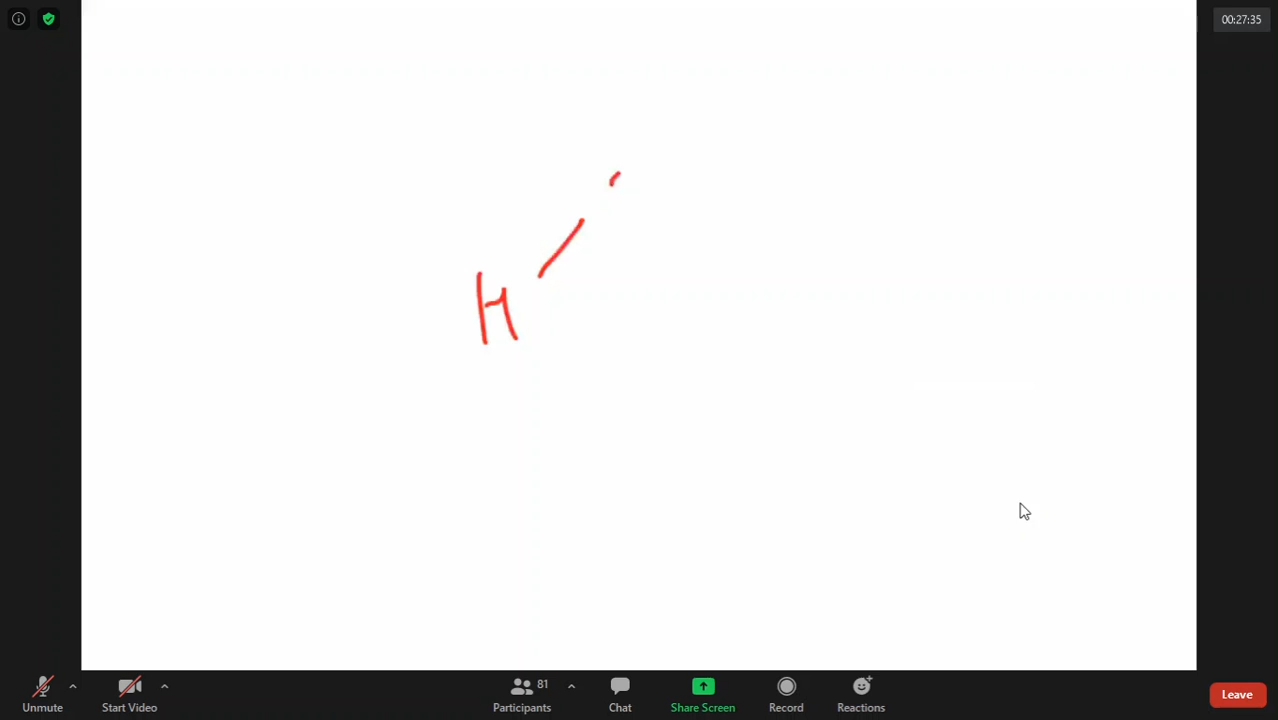 00:27:35
H
Unmute
Start Video
81
Participants
Chat
Share Screen
Record
Reactions
Leave